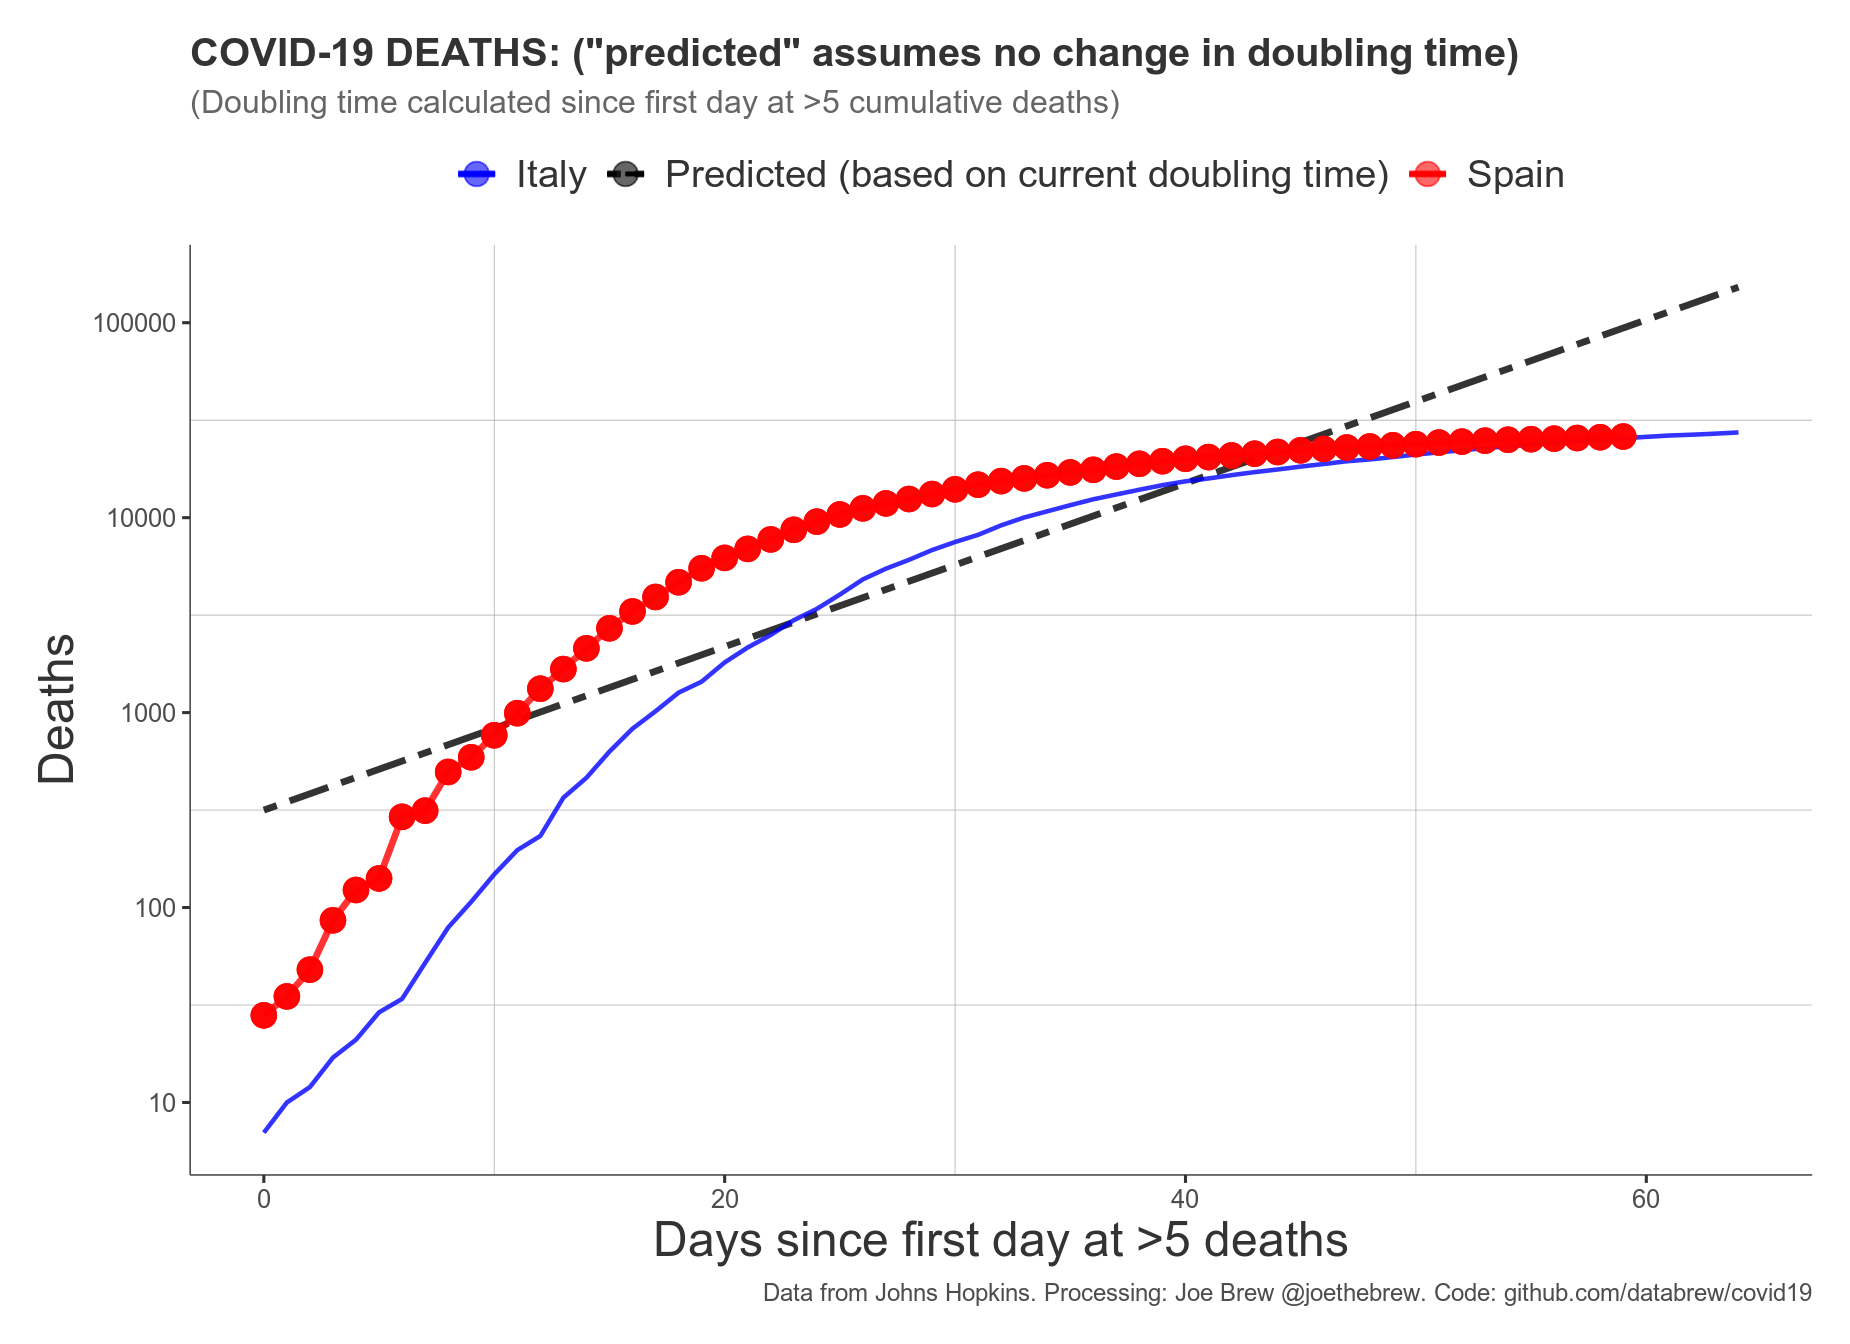 COVID-19 DEATHS: ("predicted" assumes no change in doubling time)
(Doubling time calculated since first day at >5 cumulative deaths)
Italy Predicted (based on current doubling time) Spain
Deaths
100000
10000
1000
100
10
0 20 40 60
Days since first day at >5 deaths
Data from Johns Hopkins. Processing: Joe Brew @joethebrew. Code: github.com/databrew/covid19